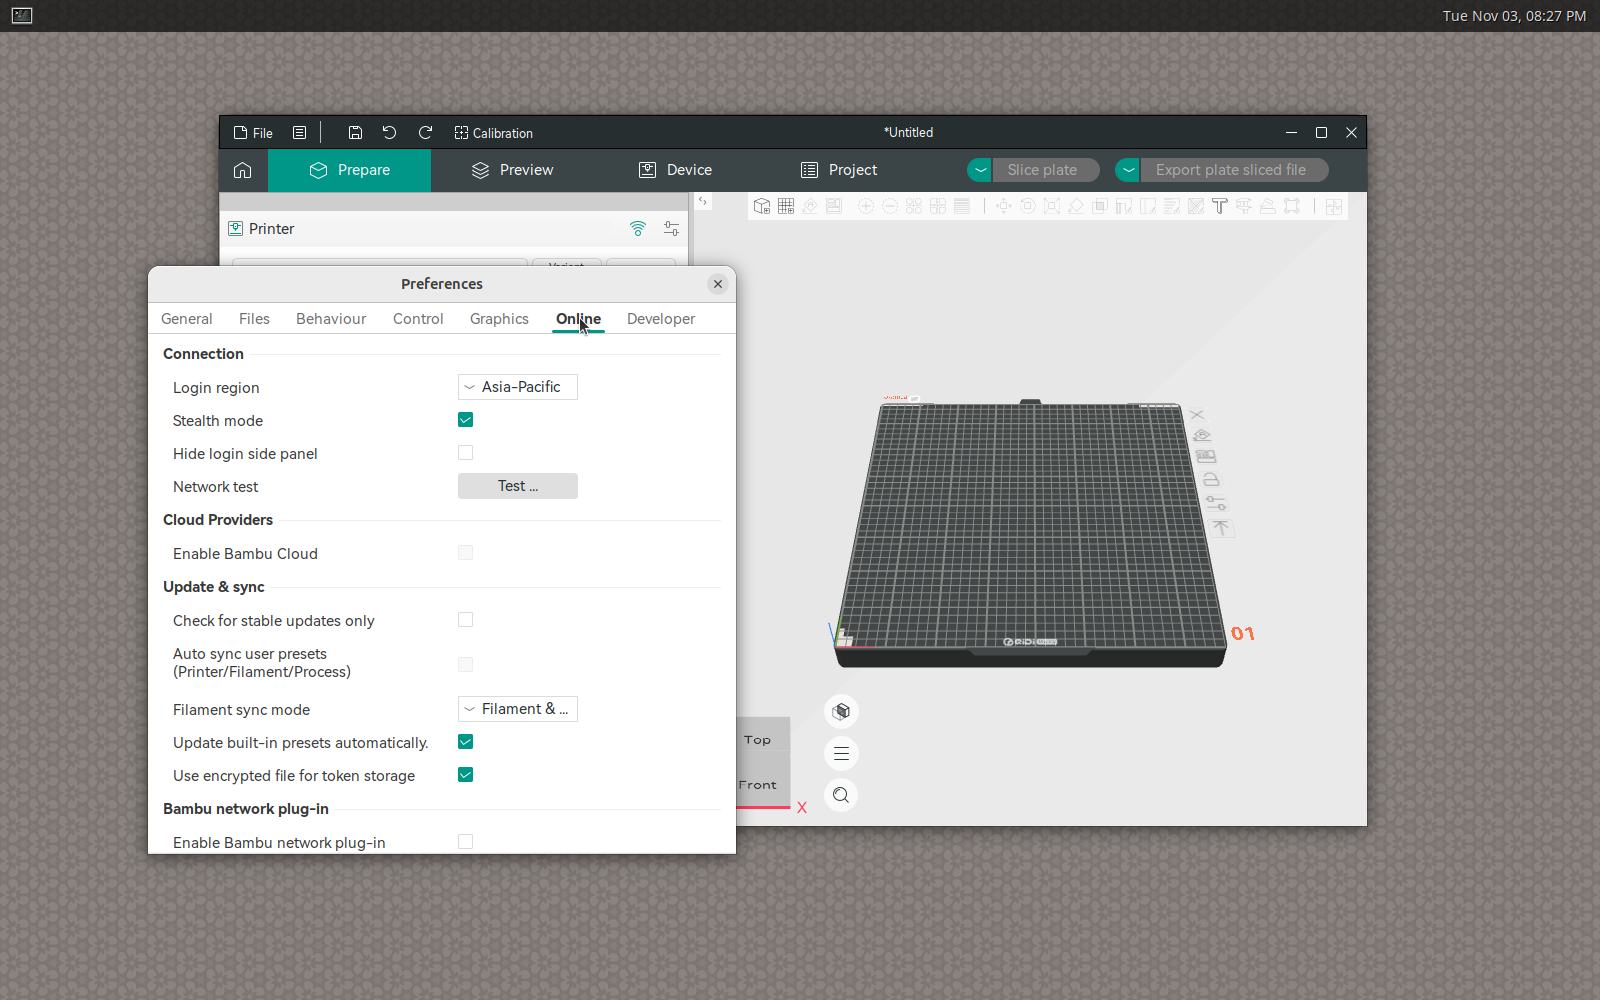 Tue Nov 03, 08:27 PM
File
Calibration
*Untitled
Prepare
Preview
Device
Project
Slice plate
Export plate sliced file
Printer
Preferences
General
Files
Behaviour
Control
Graphics
Online
Developer
Connection
Login region
Asia-Pacific
Stealth mode
Hide login side panel
Network test
Test ...
Cloud Providers
Enable Bambu Cloud
Update & sync
Check for stable updates only
Auto sync user presets
(Printer/Filament/Process)
Filament sync mode
Filament & ...
Update built-in presets automatically.
Use encrypted file for token storage
Bambu network plug-in
Enable Bambu network plug-in
01
Top
Front
X